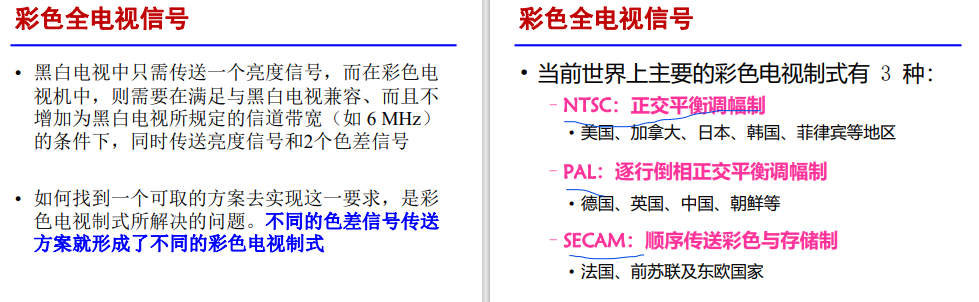 彩色全电视信号
• 黑白电视中只需传送一个亮度信号，而在彩色电
视机中，则需要在满足与黑白电视兼容、而且不
增加为黑白电视所规定的信道带宽（如 6 MHz）
的条件下，同时传送亮度信号和2个色差信号
• 如何找到一个可取的方案去实现这一要求，是彩
色电视制式所解决的问题。不同的色差信号传送
方案就形成了不同的彩色电视制式
彩色全电视信号
• 当前世界上主要的彩色电视制式有 3 种：
– NTSC：正交平衡调幅制
• 美国、加拿大、日本、韩国、菲律宾等地区
– PAL：逐行倒相正交平衡调幅制
• 德国、英国、中国、朝鲜等
– SECAM：顺序传送彩色与存储制
• 法国、前苏联及东欧国家